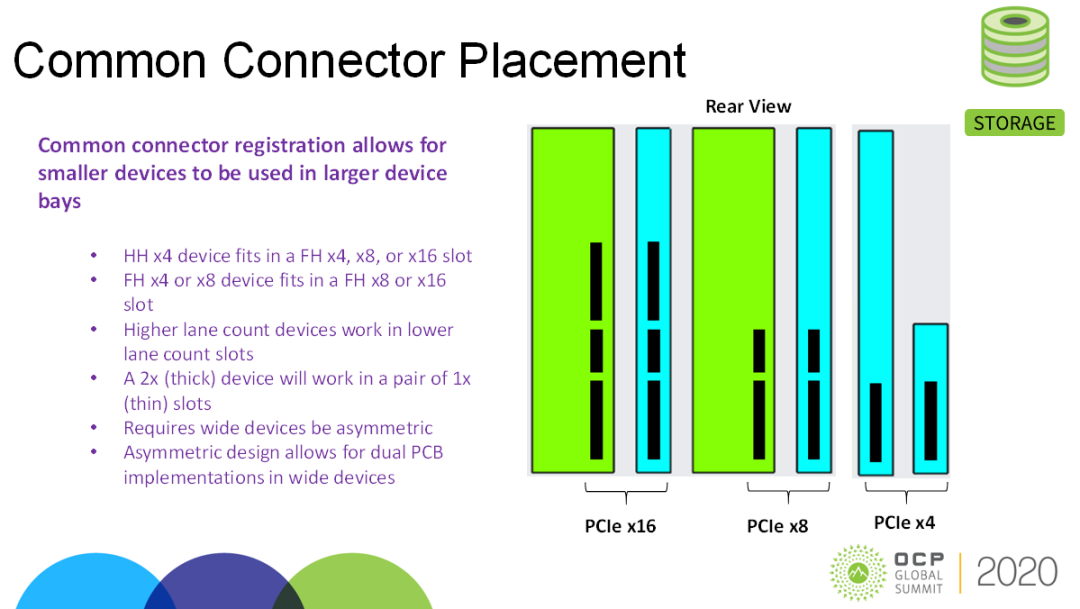 Common Connector Placement
STORAGE
Common connector registration allows for
smaller devices to be used in larger device
bays
• HH x4 device fits in a FH x4, x8, or x16 slot
• FH x4 or x8 device fits in a FH x8 or x16
slot
• Higher lane count devices work in lower
lane count slots
• A 2x (thick) device will work in a pair of 1x
(thin) slots
• Requires wide devices be asymmetric
• Asymmetric design allows for dual PCB
implementations in wide devices
Rear View
PCIe x16
PCIe x8
PCIe x4
OCP
GLOBAL
SUMMIT
2020